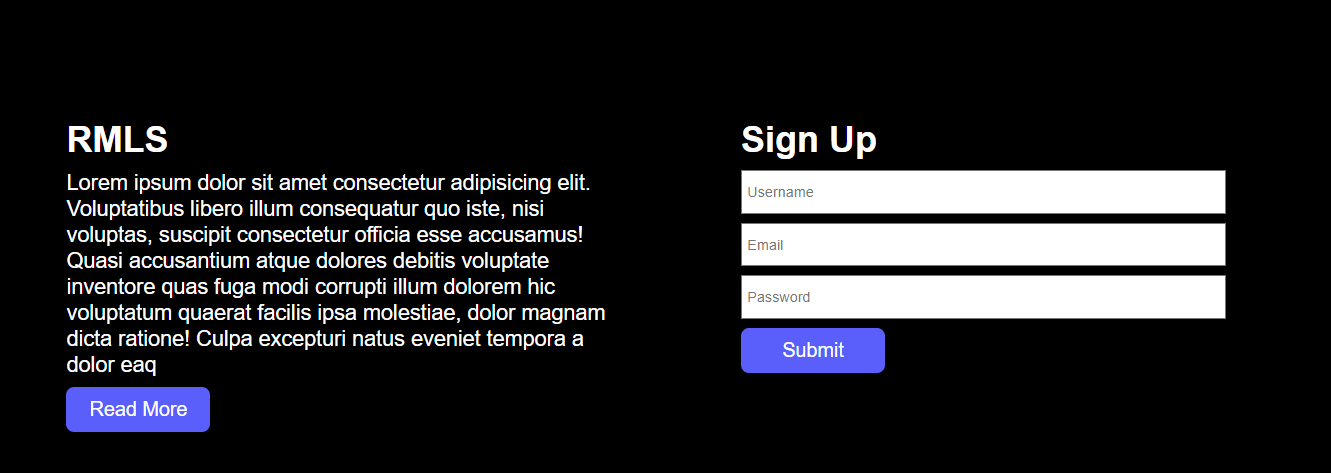 RMLS
Lorem ipsum dolor sit amet consectetur adipisicing elit.
Voluptatibus libero illum consequatur quo iste, nisi
voluptas, suscipit consectetur officia esse accusamus!
Quasi accusantium atque dolores debitis voluptate
inventore quas fuga modi corrupti illum dolorem hic
voluptatum quaerat facilis ipsa molestiae, dolor magnam
dicta ratione! Culpa excepturi natus eveniet tempora a
dolor eaq
Read More
Sign Up
Username
Email
Password
Submit